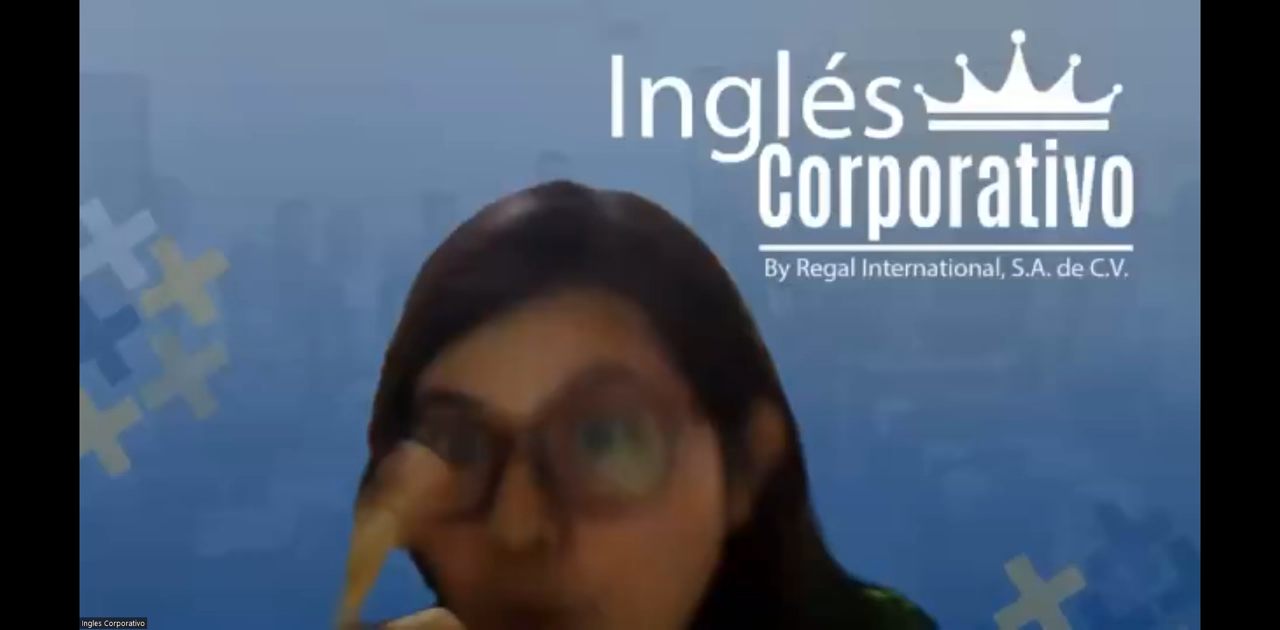 Inglés
Corporativo
By Regal International, S.A. de C.V.
Ingles Corporativo